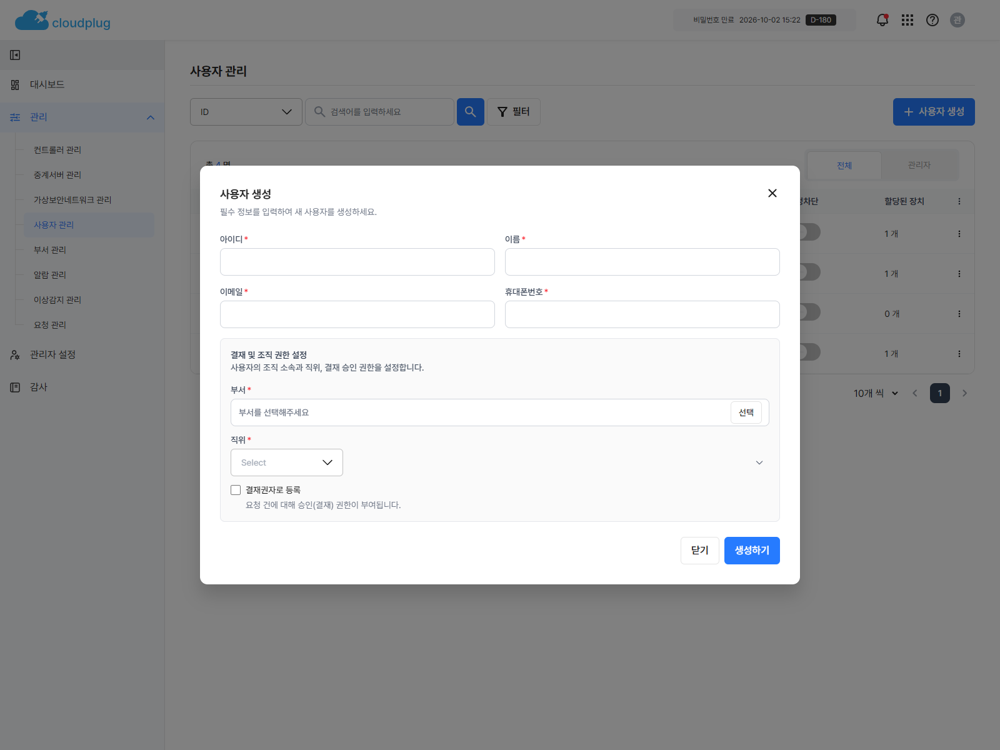 cloudplug
비밀번호 만료 2026-10-02 15:22 D-180
관
대시보드
관리
컨트롤러 관리
중계서버 관리
가상보안네트워크 관리
사용자 관리
부서 관리
알람 관리
이상감지 관리
요청 관리
관리자 설정
감사
사용자 관리
ID
검색어를 입력하세요
필터
사용자 생성
총 4 명
전체
관리자
할당된 장치
1 개
1 개
0 개
1 개
10개 씩
1
사용자 생성
필수 정보를 입력하여 새 사용자를 생성하세요.
아이디*
이름*
이메일*
휴대폰번호*
결재 및 조직 권한 설정
사용자의 조직 소속과 직위, 결재 승인 권한을 설정합니다.
부서*
부서를 선택해주세요
선택
직위*
Select
결재권자로 등록
요청 건에 대해 승인(결재) 권한이 부여됩니다.
닫기
생성하기